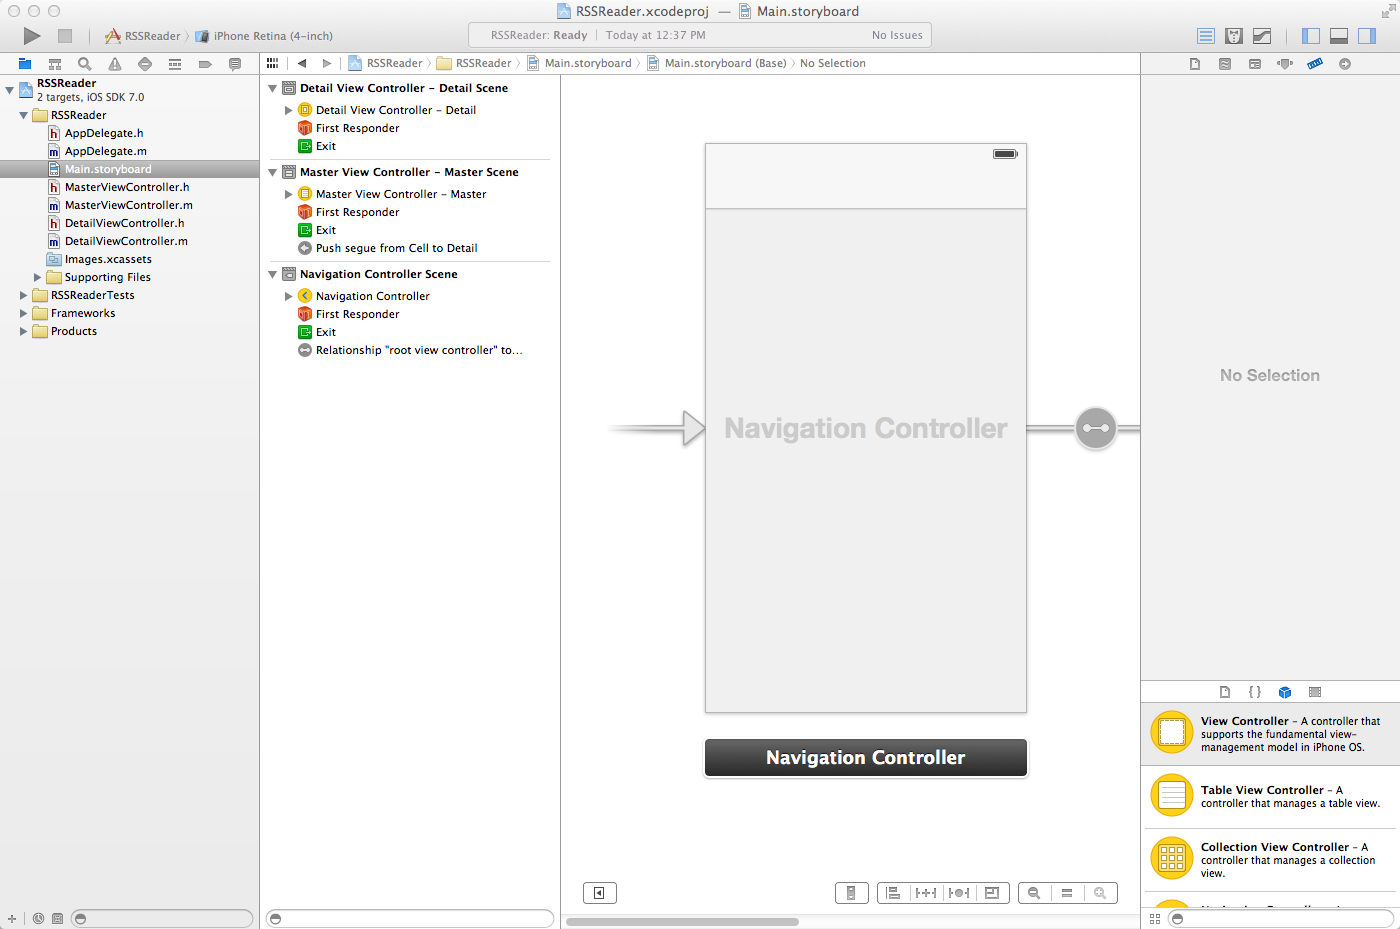 RSSReader.xcodeproj — Main.storyboard
RSSReader
iPhone Retina (4-inch)
RSSReader: Ready
Today at 12:37 PM
No Issues
RSSReader
RSSReader
Main.storyboard
Main.storyboard (Base)
No Selection
RSSReader
2 targets, iOS SDK 7.0
RSSReader
AppDelegate.h
AppDelegate.m
Main.storyboard
MasterViewController.h
MasterViewController.m
DetailViewController.h
DetailViewController.m
Images.xcassets
Supporting Files
RSSReaderTests
Frameworks
Products
Detail View Controller – Detail Scene
Detail View Controller – Detail
First Responder
Exit
Master View Controller – Master Scene
Master View Controller – Master
First Responder
Exit
Push segue from Cell to Detail
Navigation Controller Scene
Navigation Controller
First Responder
Exit
Relationship "root view controller" to…
Navigation Controller
Navigation Controller
No Selection
View Controller – A controller that
supports the fundamental view-
management model in iPhone OS.
Table View Controller – A
controller that manages a table view.
Collection View Controller – A
controller that manages a collection
view.